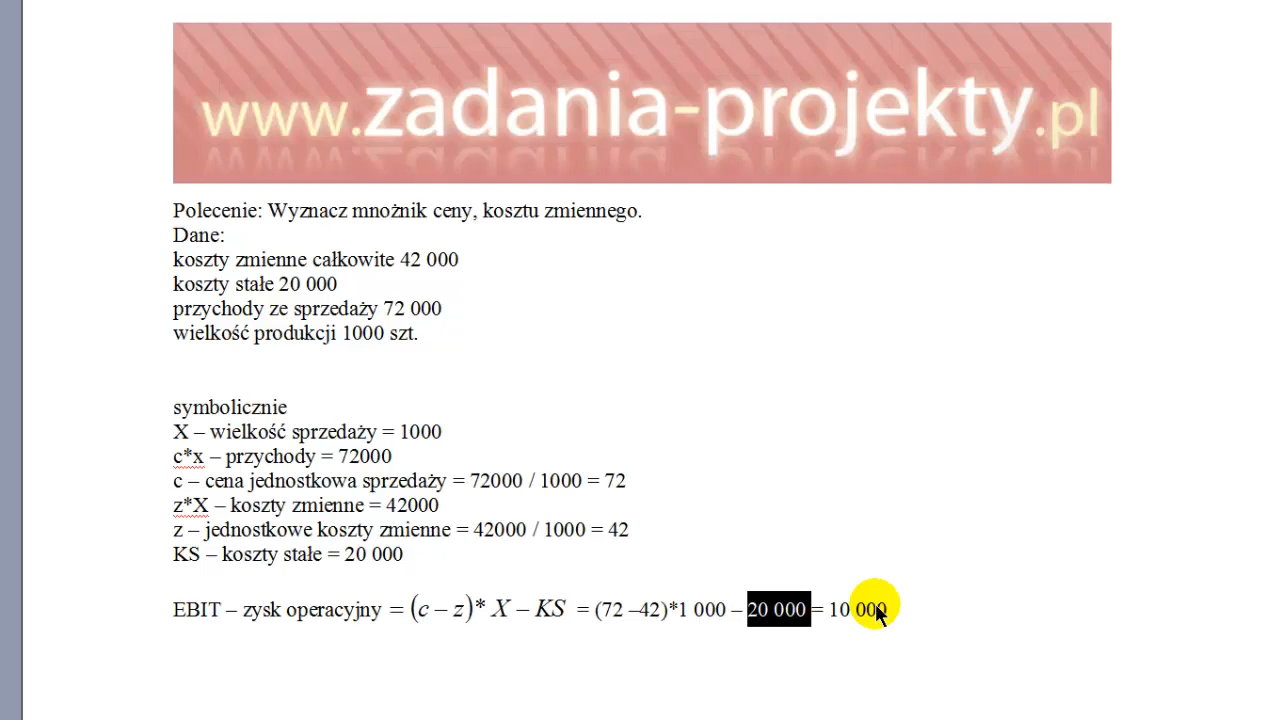 www.zadania-projekty.pl
Polecenie: Wyznacz mnożnik ceny, kosztu zmiennego.
Dane:
koszty zmienne całkowite 42 000
koszty stałe 20 000
przychody ze sprzedaży 72 000
wielkość produkcji 1000 szt.
symbolicznie
X – wielkość sprzedaży = 1000
c*x – przychody = 72000
c – cena jednostkowa sprzedaży = 72000 / 1000 = 72
z*X – koszty zmienne = 42000
z – jednostkowe koszty zmienne = 42000 / 1000 = 42
KS – koszty stałe = 20 000
EBIT – zysk operacyjny = (c – z)* X – KS = (72 –42)*1 000 – 20 000 = 10 000